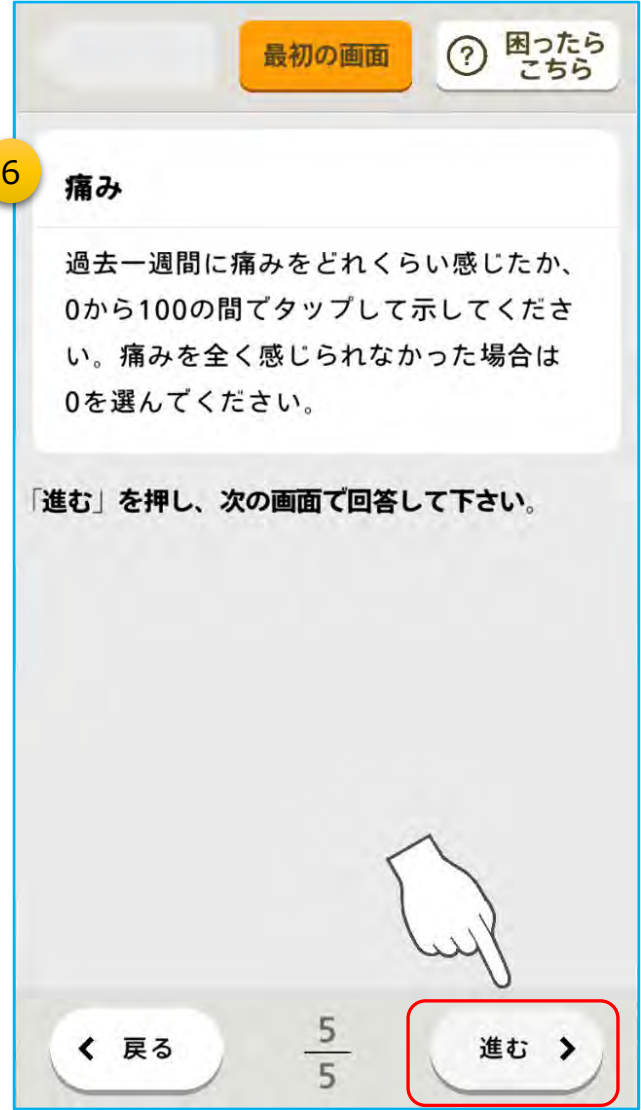 最初の画面
困ったら
こちら
6
痛み
過去一週間に痛みをどれくらい感じたか、
0から100の間でタップして示してくださ
い。痛みを全く感じられなかった場合は
0を選んでください。
「進む」を押し、次の画面で回答して下さい。
戻る
5
5
進む